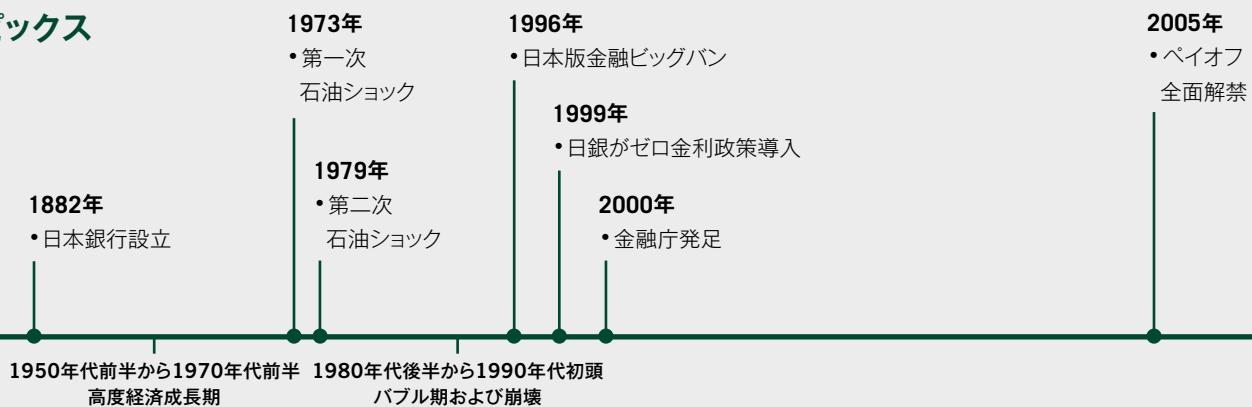 ピックス
1882年
•日本銀行設立
1973年
•第一次
石油ショック
1979年
•第二次
石油ショック
1996年
•日本版金融ビッグバン
1999年
•日銀がゼロ金利政策導入
2000年
•金融庁発足
2005年
•ペイオフ
全面解禁
1950年代前半から1970年代前半
高度経済成長期
1980年代後半から1990年代初頭
バブル期および崩壊